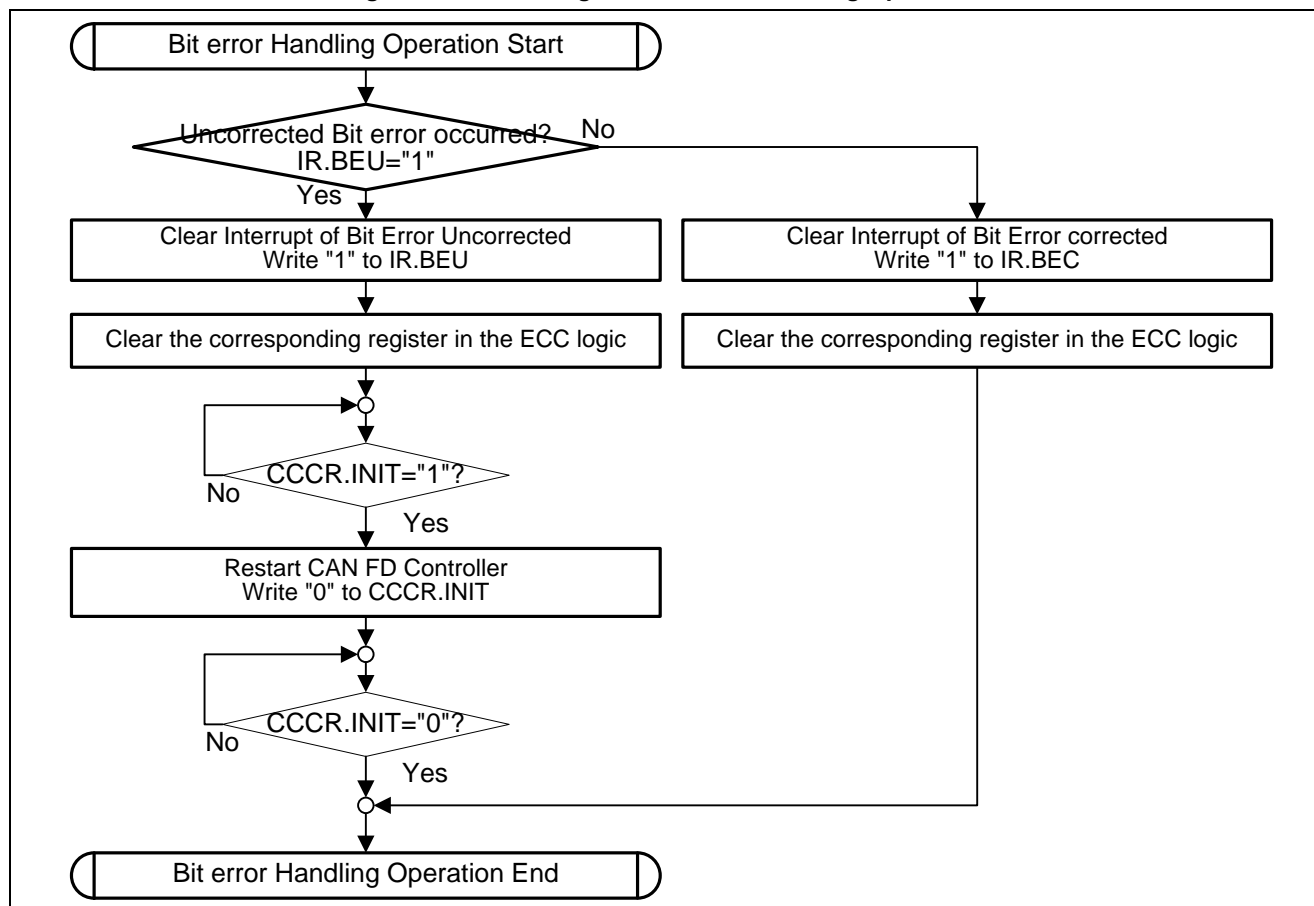 Bit error Handling Operation Start
Uncorrected Bit error occurred?
IR.BEU="1"
No
Yes
Clear Interrupt of Bit Error Uncorrected
Write "1" to IR.BEU
Clear Interrupt of Bit Error corrected
Write "1" to IR.BEC
Clear the corresponding register in the ECC logic
Clear the corresponding register in the ECC logic
CCCR.INIT="1"?
No
Yes
Restart CAN FD Controller
Write "0" to CCCR.INIT
CCCR.INIT="0"?
No
Yes
Bit error Handling Operation End